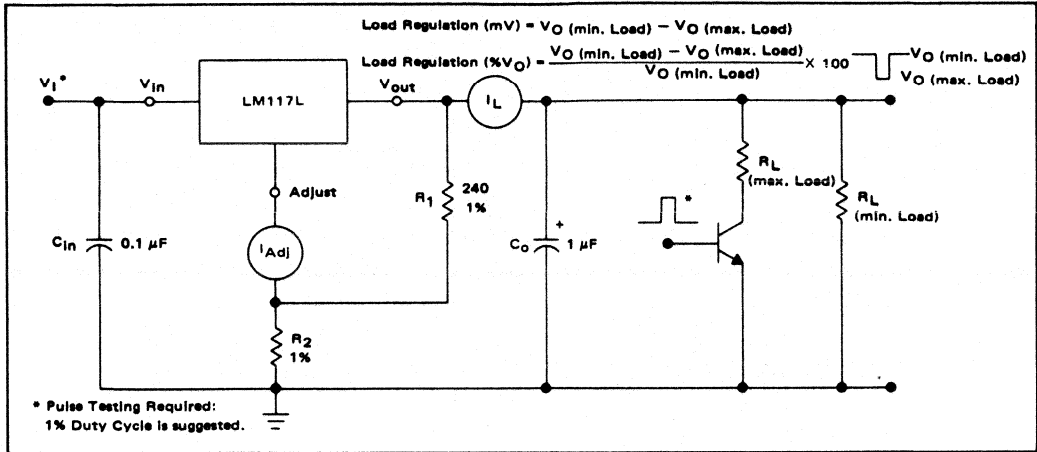 Load Regulation (mV) = VO (min. Load) – VO (max. Load)
Load Regulation (%VO) = VO (min. Load) – VO (max. Load) / VO (min. Load) X 100
VO (min. Load)
VO (max. Load)
VI*
Vin
LM117L
Vout
IL
Adjust
R1
240
1%
RL
(max. Load)
RL
(min. Load)
*
Cin
0.1 µF
IAdj
Co
+
1 µF
R2
1%
* Pulse Testing Required:
1% Duty Cycle is suggested.